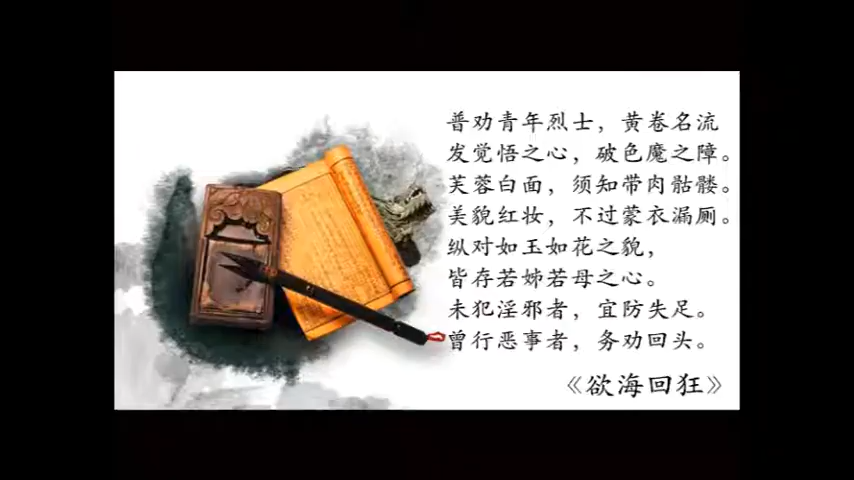 普劝青年烈士，黄卷名流
发觉悟之心，破色魔之障。
芙蓉白面，须知带肉骷髅。
美貌红妆，不过蒙衣漏厕。
纵对如玉如花之貌，
皆存若姊若母之心。
未犯淫邪者，宜防失足。
曾行恶事者，务劝回头。
《欲海回狂》